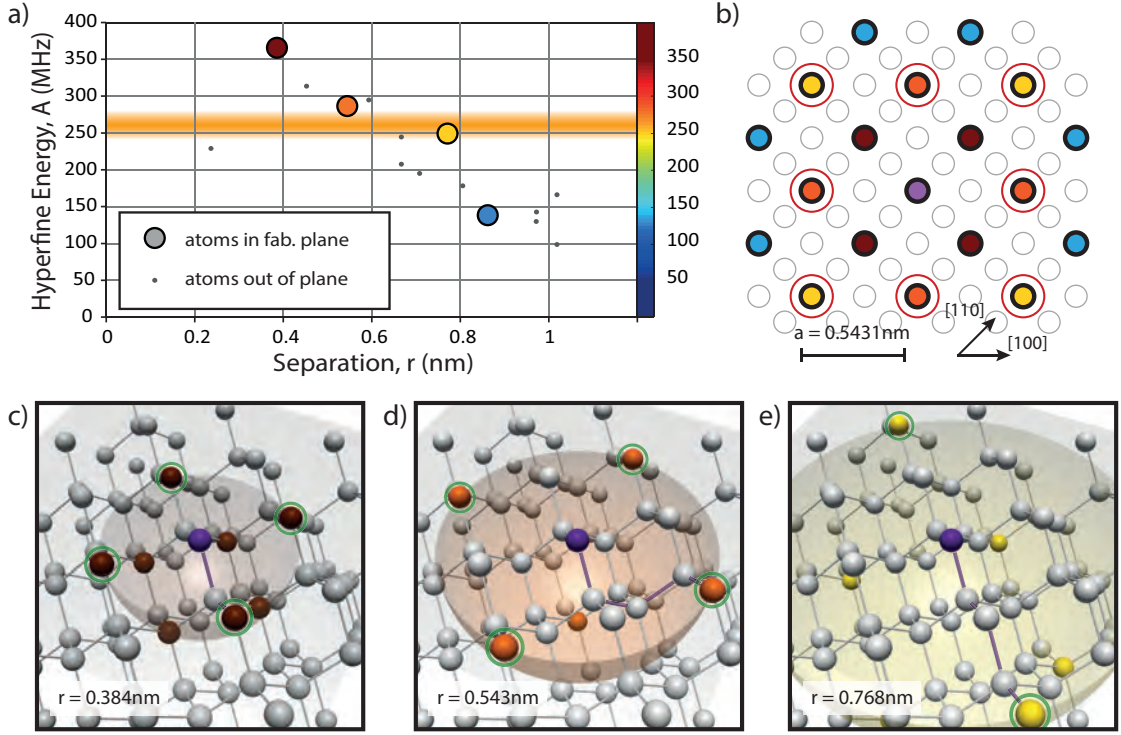 a)
Hyperfine Energy, A (MHz)
400
350
300
250
200
150
100
50
0
0
0.2
0.4
0.6
0.8
1
Separation, r (nm)
atoms in fab. plane
atoms out of plane
350
300
250
200
150
100
50
b)
a = 0.5431nm
[110]
[100]
c)
r = 0.384nm
d)
r = 0.543nm
e)
r = 0.768nm